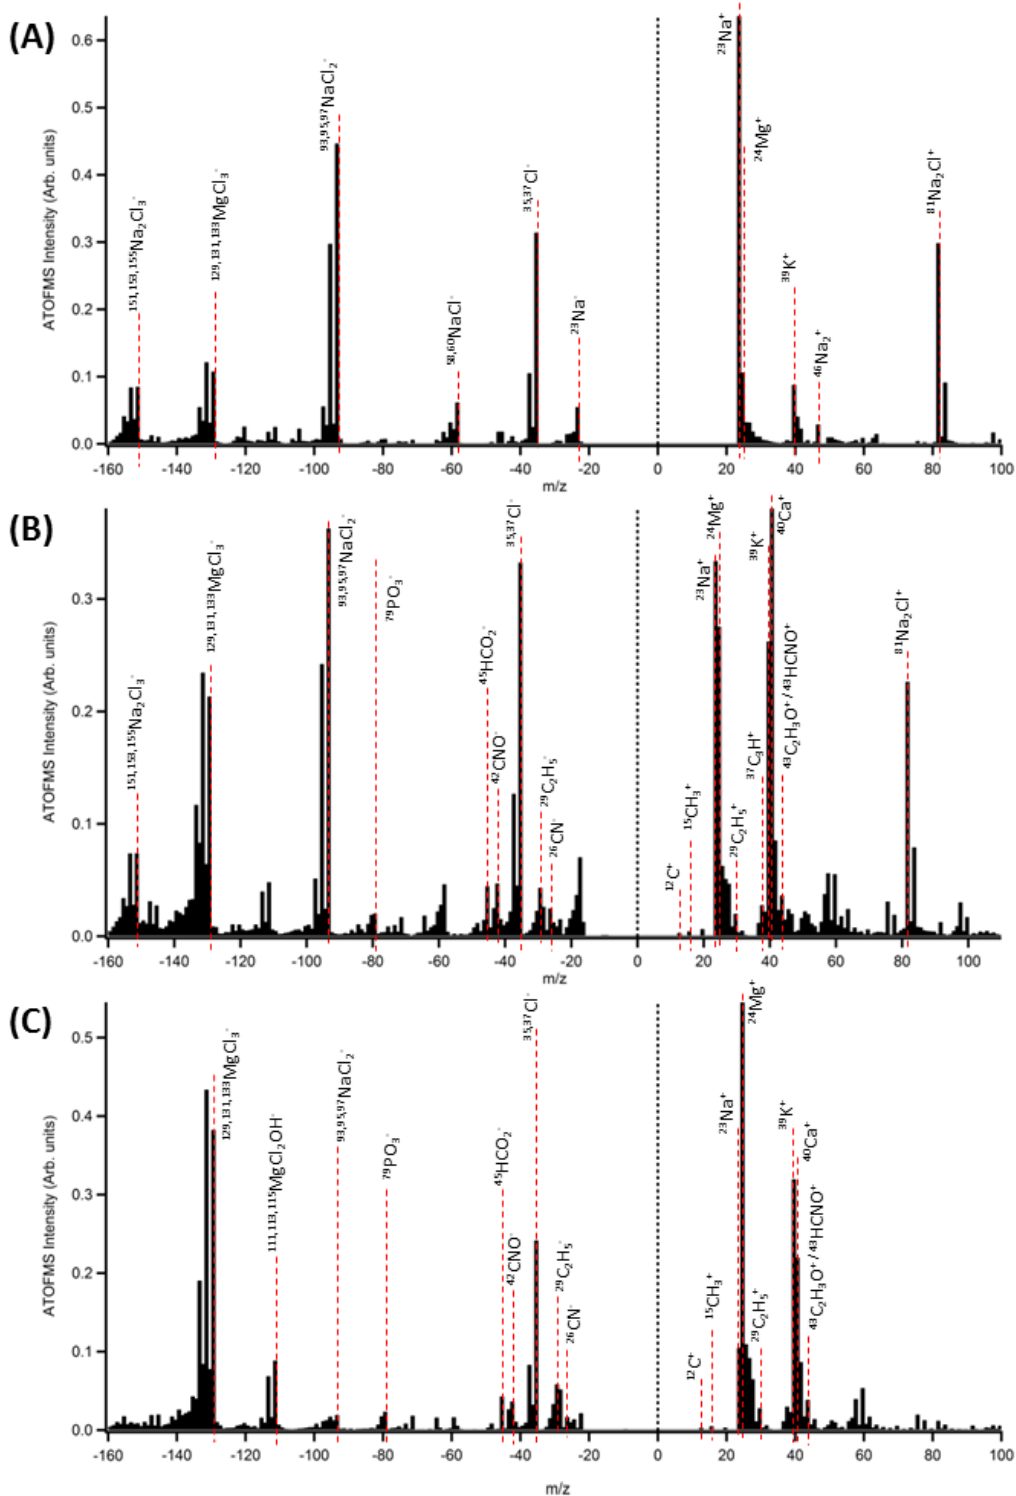 (A)
ATOFMS Intensity (Arb. units)
0.6
0.5
0.4
0.3
0.2
0.1
0.0
151,153,155Na₂Cl₃⁻
129,131,133MgCl₃⁻
93,95,97NaCl₂⁻
58,60NaCl⁻
35,37Cl⁻
²³Na⁻
²³Na⁺
²⁴Mg⁺
³⁹K⁺
⁴⁶Na₂⁺
⁸¹Na₂Cl⁺
-160 -140 -120 -100 -80 -60 -40 -20 0 20 40 60 80 100
m/z
(B)
ATOFMS Intensity (Arb. units)
0.3
0.2
0.1
0.0
151,153,155Na₂Cl₃⁻
129,131,133MgCl₃⁻
93,95,97NaCl₂⁻
⁷⁹PO₃⁻
⁴⁵HCO₂⁻
⁴²CNO⁻
35,37Cl⁻
²⁹C₂H₅⁻
²⁶CN⁻
¹²C⁺
¹⁵CH₃⁺
²³Na⁺
²⁴Mg⁺
²⁹C₂H₅⁺
³⁷C₃H⁺
³⁹K⁺
⁴⁰Ca⁺
⁴³C₂H₃O⁺ / ⁴³HCNO⁺
⁸¹Na₂Cl⁺
-160 -140 -120 -100 -80 -60 -40 -20 0 20 40 60 80 100
m/z
(C)
ATOFMS Intensity (Arb. units)
0.5
0.4
0.3
0.2
0.1
0.0
129,131,133MgCl₃⁻
111,113,115MgCl₂OH⁻
93,95,97NaCl₂⁻
⁷⁹PO₃⁻
⁴⁵HCO₂⁻
⁴²CNO⁻
35,37Cl⁻
²⁹C₂H₅⁻
²⁶CN⁻
¹²C⁺
¹⁵CH₃⁺
²³Na⁺
²⁴Mg⁺
²⁹C₂H₅⁺
³⁹K⁺
⁴⁰Ca⁺
⁴³C₂H₃O⁺ / ⁴³HCNO⁺
-160 -140 -120 -100 -80 -60 -40 -20 0 20 40 60 80 100
m/z